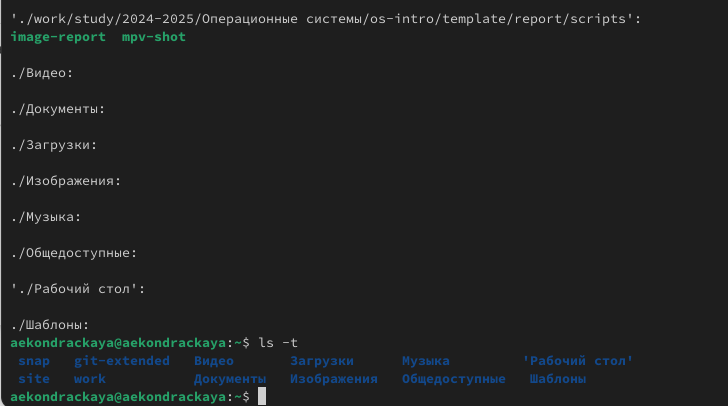 './work/study/2024-2025/Операционные системы/os-intro/template/report/scripts':
image-report  mpv-shot
./Видео:
./Документы:
./Загрузки:
./Изображения:
./Музыка:
./Общедоступные:
'./Рабочий стол':
./Шаблоны:
aekondrackaya@aekondrackaya:~$ ls -t
snap   git-extended   Видео       Загрузки      Музыка         'Рабочий стол'
site   work           Документы   Изображения   Общедоступные   Шаблоны
aekondrackaya@aekondrackaya:~$